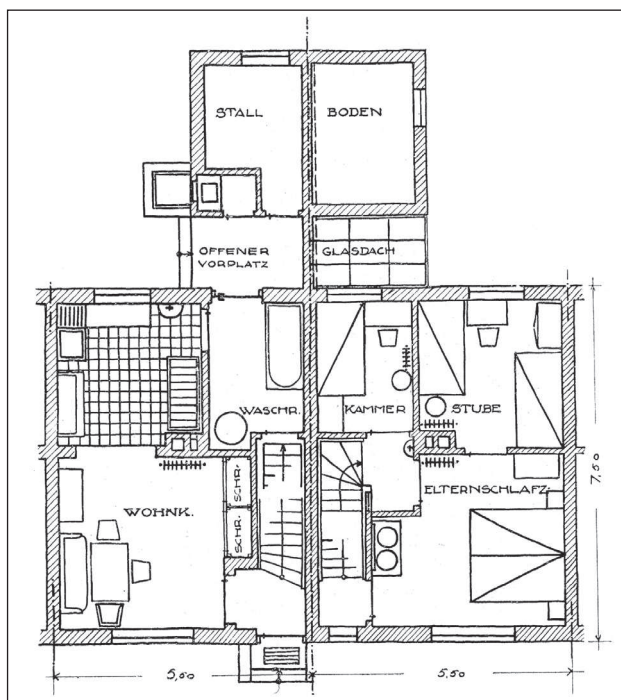 STALL
BODEN
OFFENER
VORPLATZ
GLASDACH
WASCHR.
KAMMER
STUBE
WOHNK.
SCHR.
SCHR.
ELTERNSCHLAFZ.
7,50
5,50
5,50